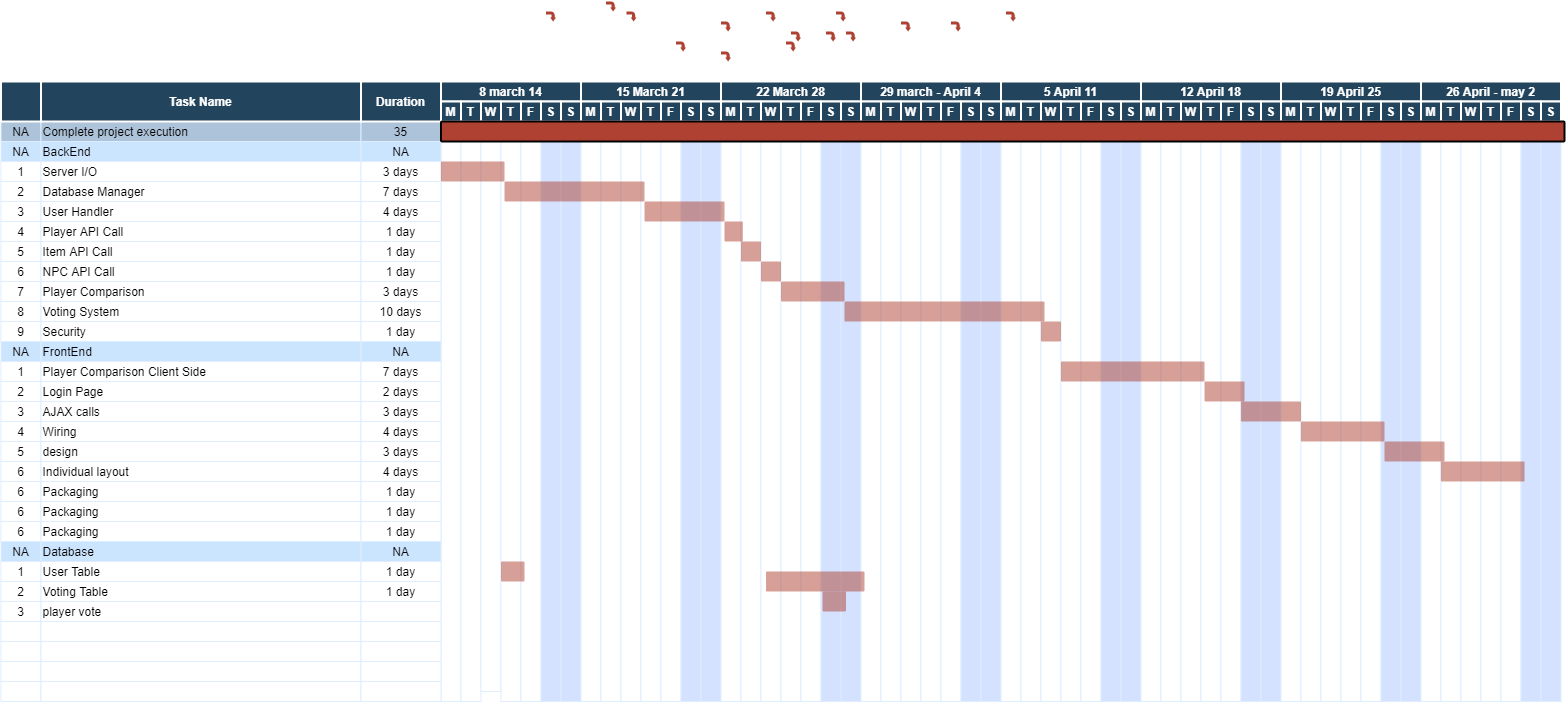 Task Name Duration 8 march 14 15 March 21 22 March 28 29 march - April 4 5 April 11 12 April 18 19 April 25 26 April - may 2
M T W T F S S M T W T F S S M T W T F S S M T W T F S S M T W T F S S M T W T F S S M T W T F S S M T W T F S S
NA Complete project execution 35
NA BackEnd NA
1 Server I/O 3 days
2 Database Manager 7 days
3 User Handler 4 days
4 Player API Call 1 day
5 Item API Call 1 day
6 NPC API Call 1 day
7 Player Comparison 3 days
8 Voting System 10 days
9 Security 1 day
NA FrontEnd NA
1 Player Comparison Client Side 7 days
2 Login Page 2 days
3 AJAX calls 3 days
4 Wiring 4 days
5 design 3 days
6 Individual layout 4 days
6 Packaging 1 day
6 Packaging 1 day
6 Packaging 1 day
NA Database NA
1 User Table 1 day
2 Voting Table 1 day
3 player vote